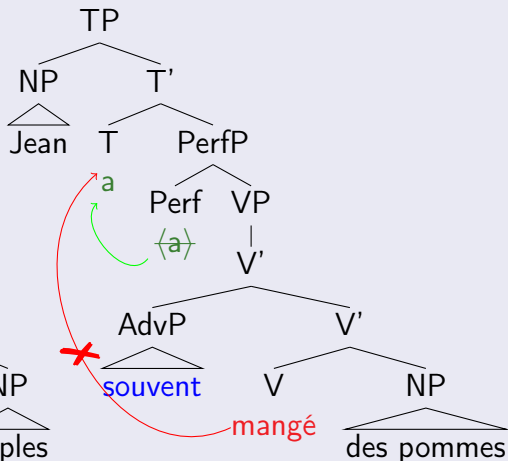 TP
NP T'
Jean T PerfP
a
Perf VP
⟨a⟩
V'
AdvP V'
souvent V NP
NP
mangé
ples des pommes